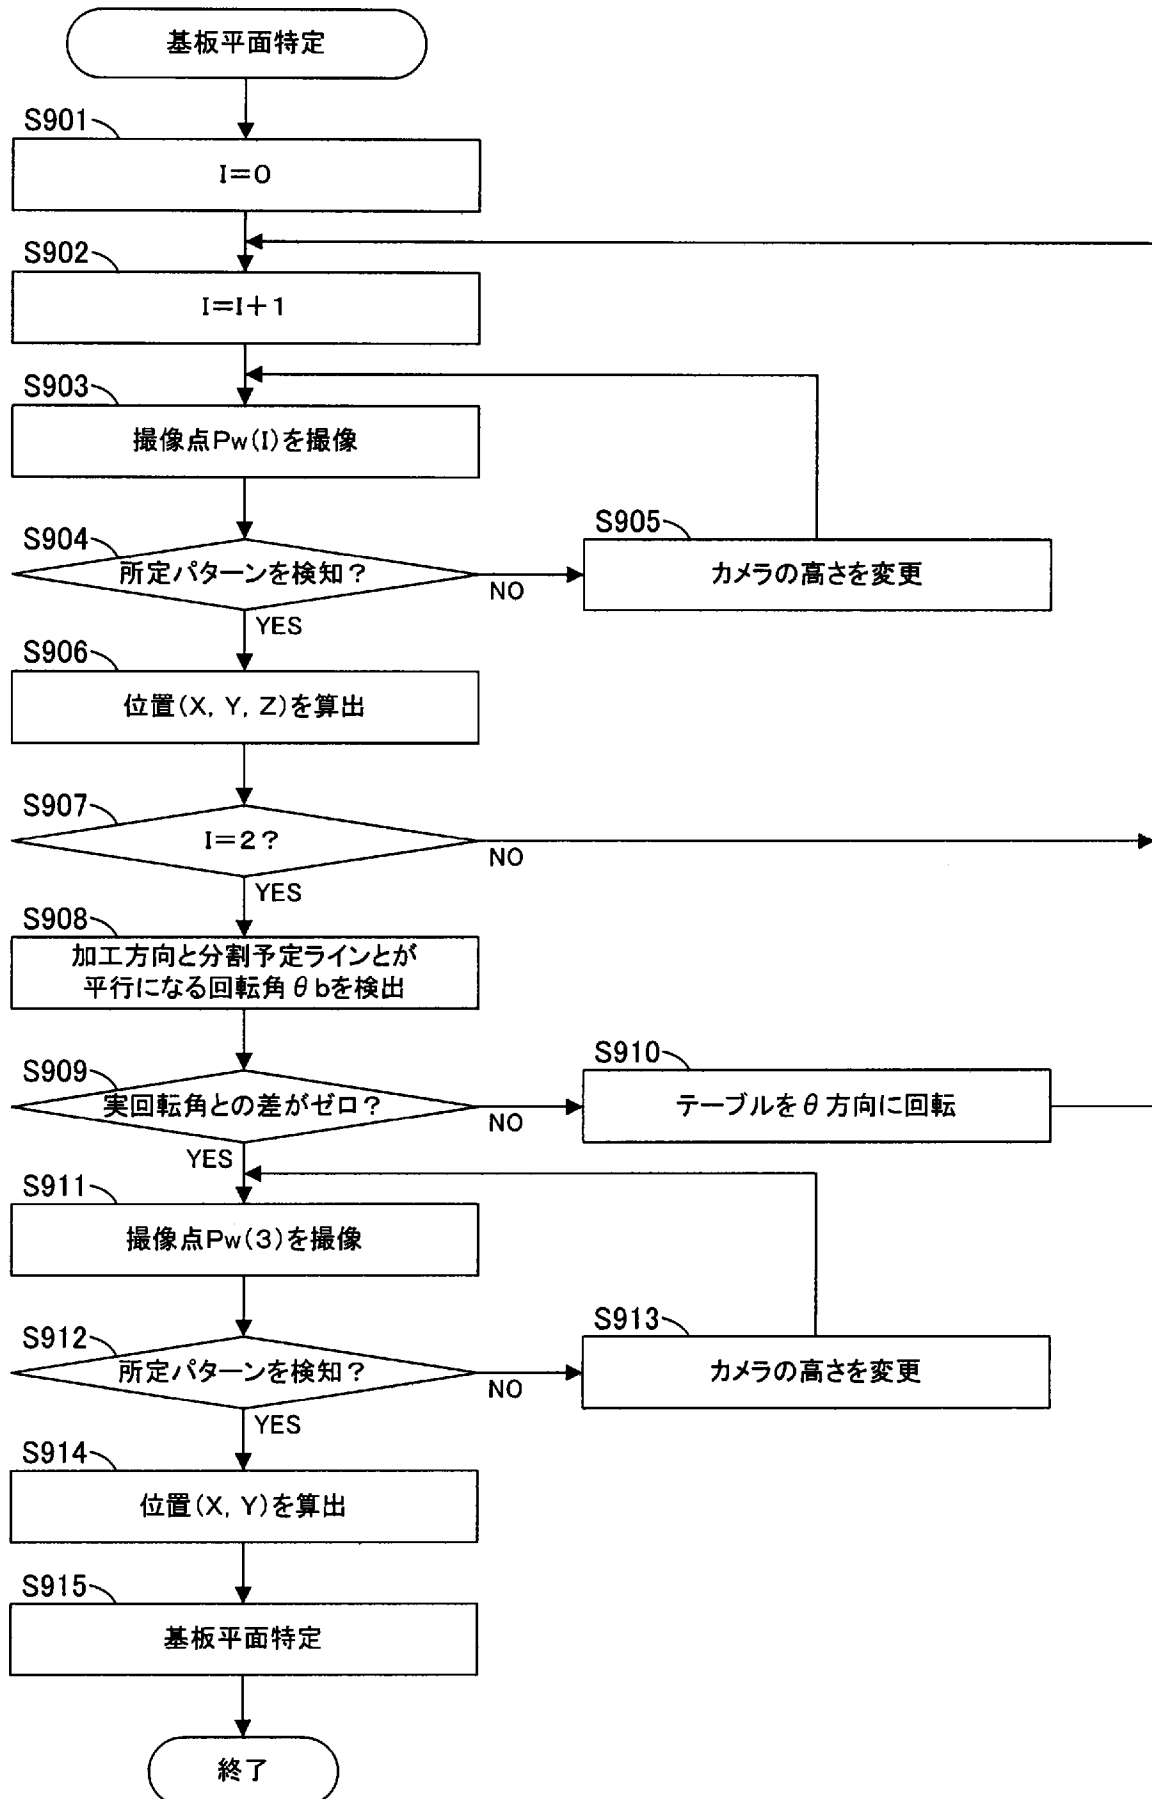 基板平面特定
S901
I=0
S902
I=I+1
S903
撮像点Pw(I)を撮像
S904
所定パターンを検知?
NO
YES
S905
カメラの高さを変更
S906
位置(X, Y, Z)を算出
S907
I=2?
NO
YES
S908
加工方向と分割予定ラインとが
平行になる回転角θbを検出
S909
実回転角との差がゼロ?
NO
YES
S910
テーブルをθ方向に回転
S911
撮像点Pw(3)を撮像
S912
所定パターンを検知?
NO
YES
S913
カメラの高さを変更
S914
位置(X, Y)を算出
S915
基板平面特定
終了